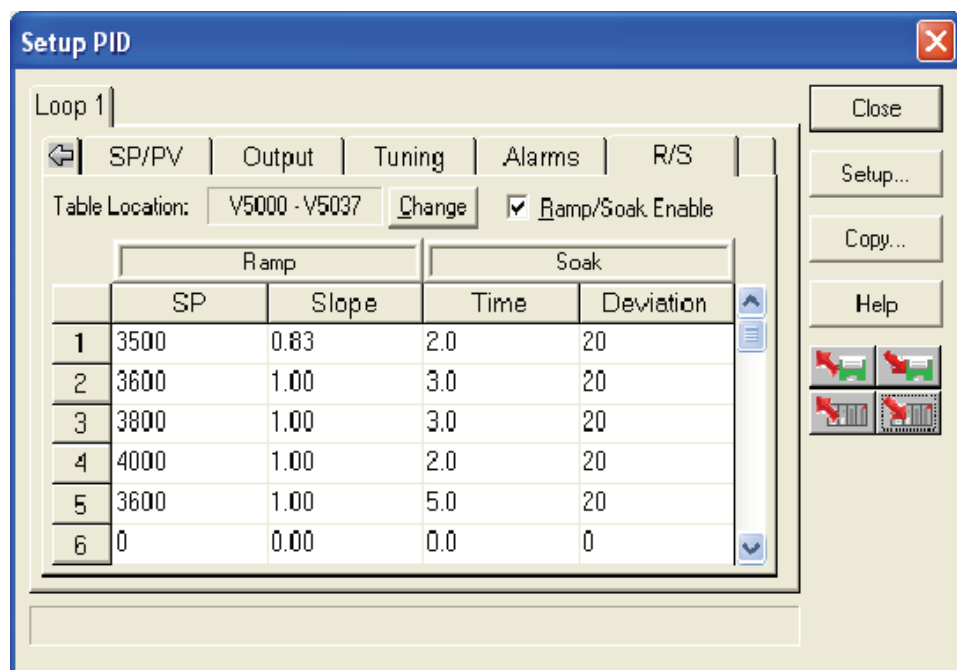 Setup PID
Loop 1
SP/PV Output Tuning Alarms R/S
Table Location: V5000 - V5037 Change Ramp/Soak Enable
Ramp Soak
SP Slope Time Deviation
1 3500 0.83 2.0 20
2 3600 1.00 3.0 20
3 3800 1.00 3.0 20
4 4000 1.00 2.0 20
5 3600 1.00 5.0 20
6 0 0.00 0.0 0
Close
Setup...
Copy...
Help